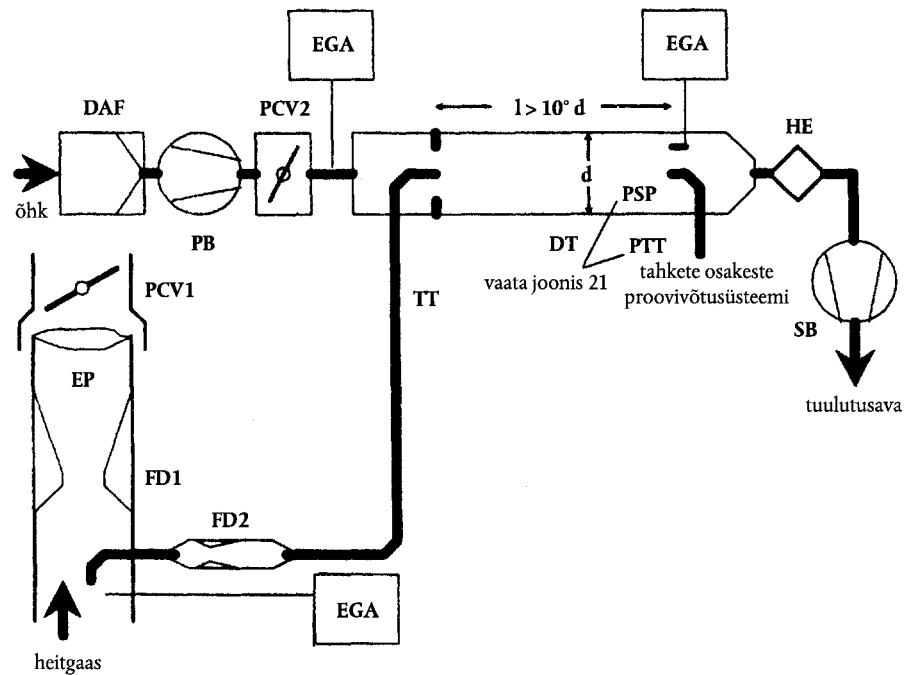 EGA
EGA
DAF
PCV2
l > 10° d
HE
d
õhk
PB
PSP
DT
PTT
vaata joonis 21
tahkete osakeste
proovivõtusüsteemi
PCV1
TT
SB
EP
tuulutusava
FD1
FD2
EGA
heitgaas